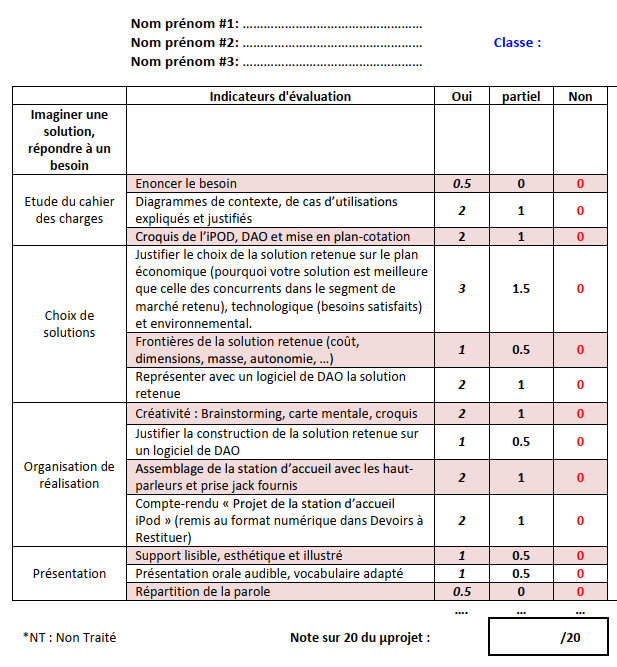 Nom prénom #1: ……………………………………………
Nom prénom #2: ……………………………………………
Classe :
Nom prénom #3: ……………………………………………
Indicateurs d'évaluation
Oui
partiel
Non
Imaginer une
solution,
répondre à un
besoin
Etude du cahier
des charges
Enoncer le besoin
0.5
0
0
Diagrammes de contexte, de cas d’utilisations
expliqués et justifiés
2
1
0
Croquis de l’iPOD, DAO et mise en plan-cotation
2
1
0
Choix de
solutions
Justifier le choix de la solution retenue sur le plan
économique (pourquoi votre solution est meilleure
que celle des concurrents dans le segment de
marché retenu), technologique (besoins satisfaits)
et environnemental.
3
1.5
0
Frontières de la solution retenue (coût,
dimensions, masse, autonomie, …)
1
0.5
0
Représenter avec un logiciel de DAO la solution
retenue
2
1
0
Organisation de
réalisation
Créativité : Brainstorming, carte mentale, croquis
2
1
0
Justifier la construction de la solution retenue sur
un logiciel de DAO
1
0.5
0
Assemblage de la station d’accueil avec les haut-
parleurs et prise jack fournis
2
1
0
Compte-rendu « Projet de la station d’accueil
iPod » (remis au format numérique dans Devoirs à
Restituer)
2
1
0
Présentation
Support lisible, esthétique et illustré
1
0.5
0
Présentation orale audible, vocabulaire adapté
1
0.5
0
Répartition de la parole
0.5
0
0
….
…
…
*NT : Non Traité
Note sur 20 du µprojet :
/20